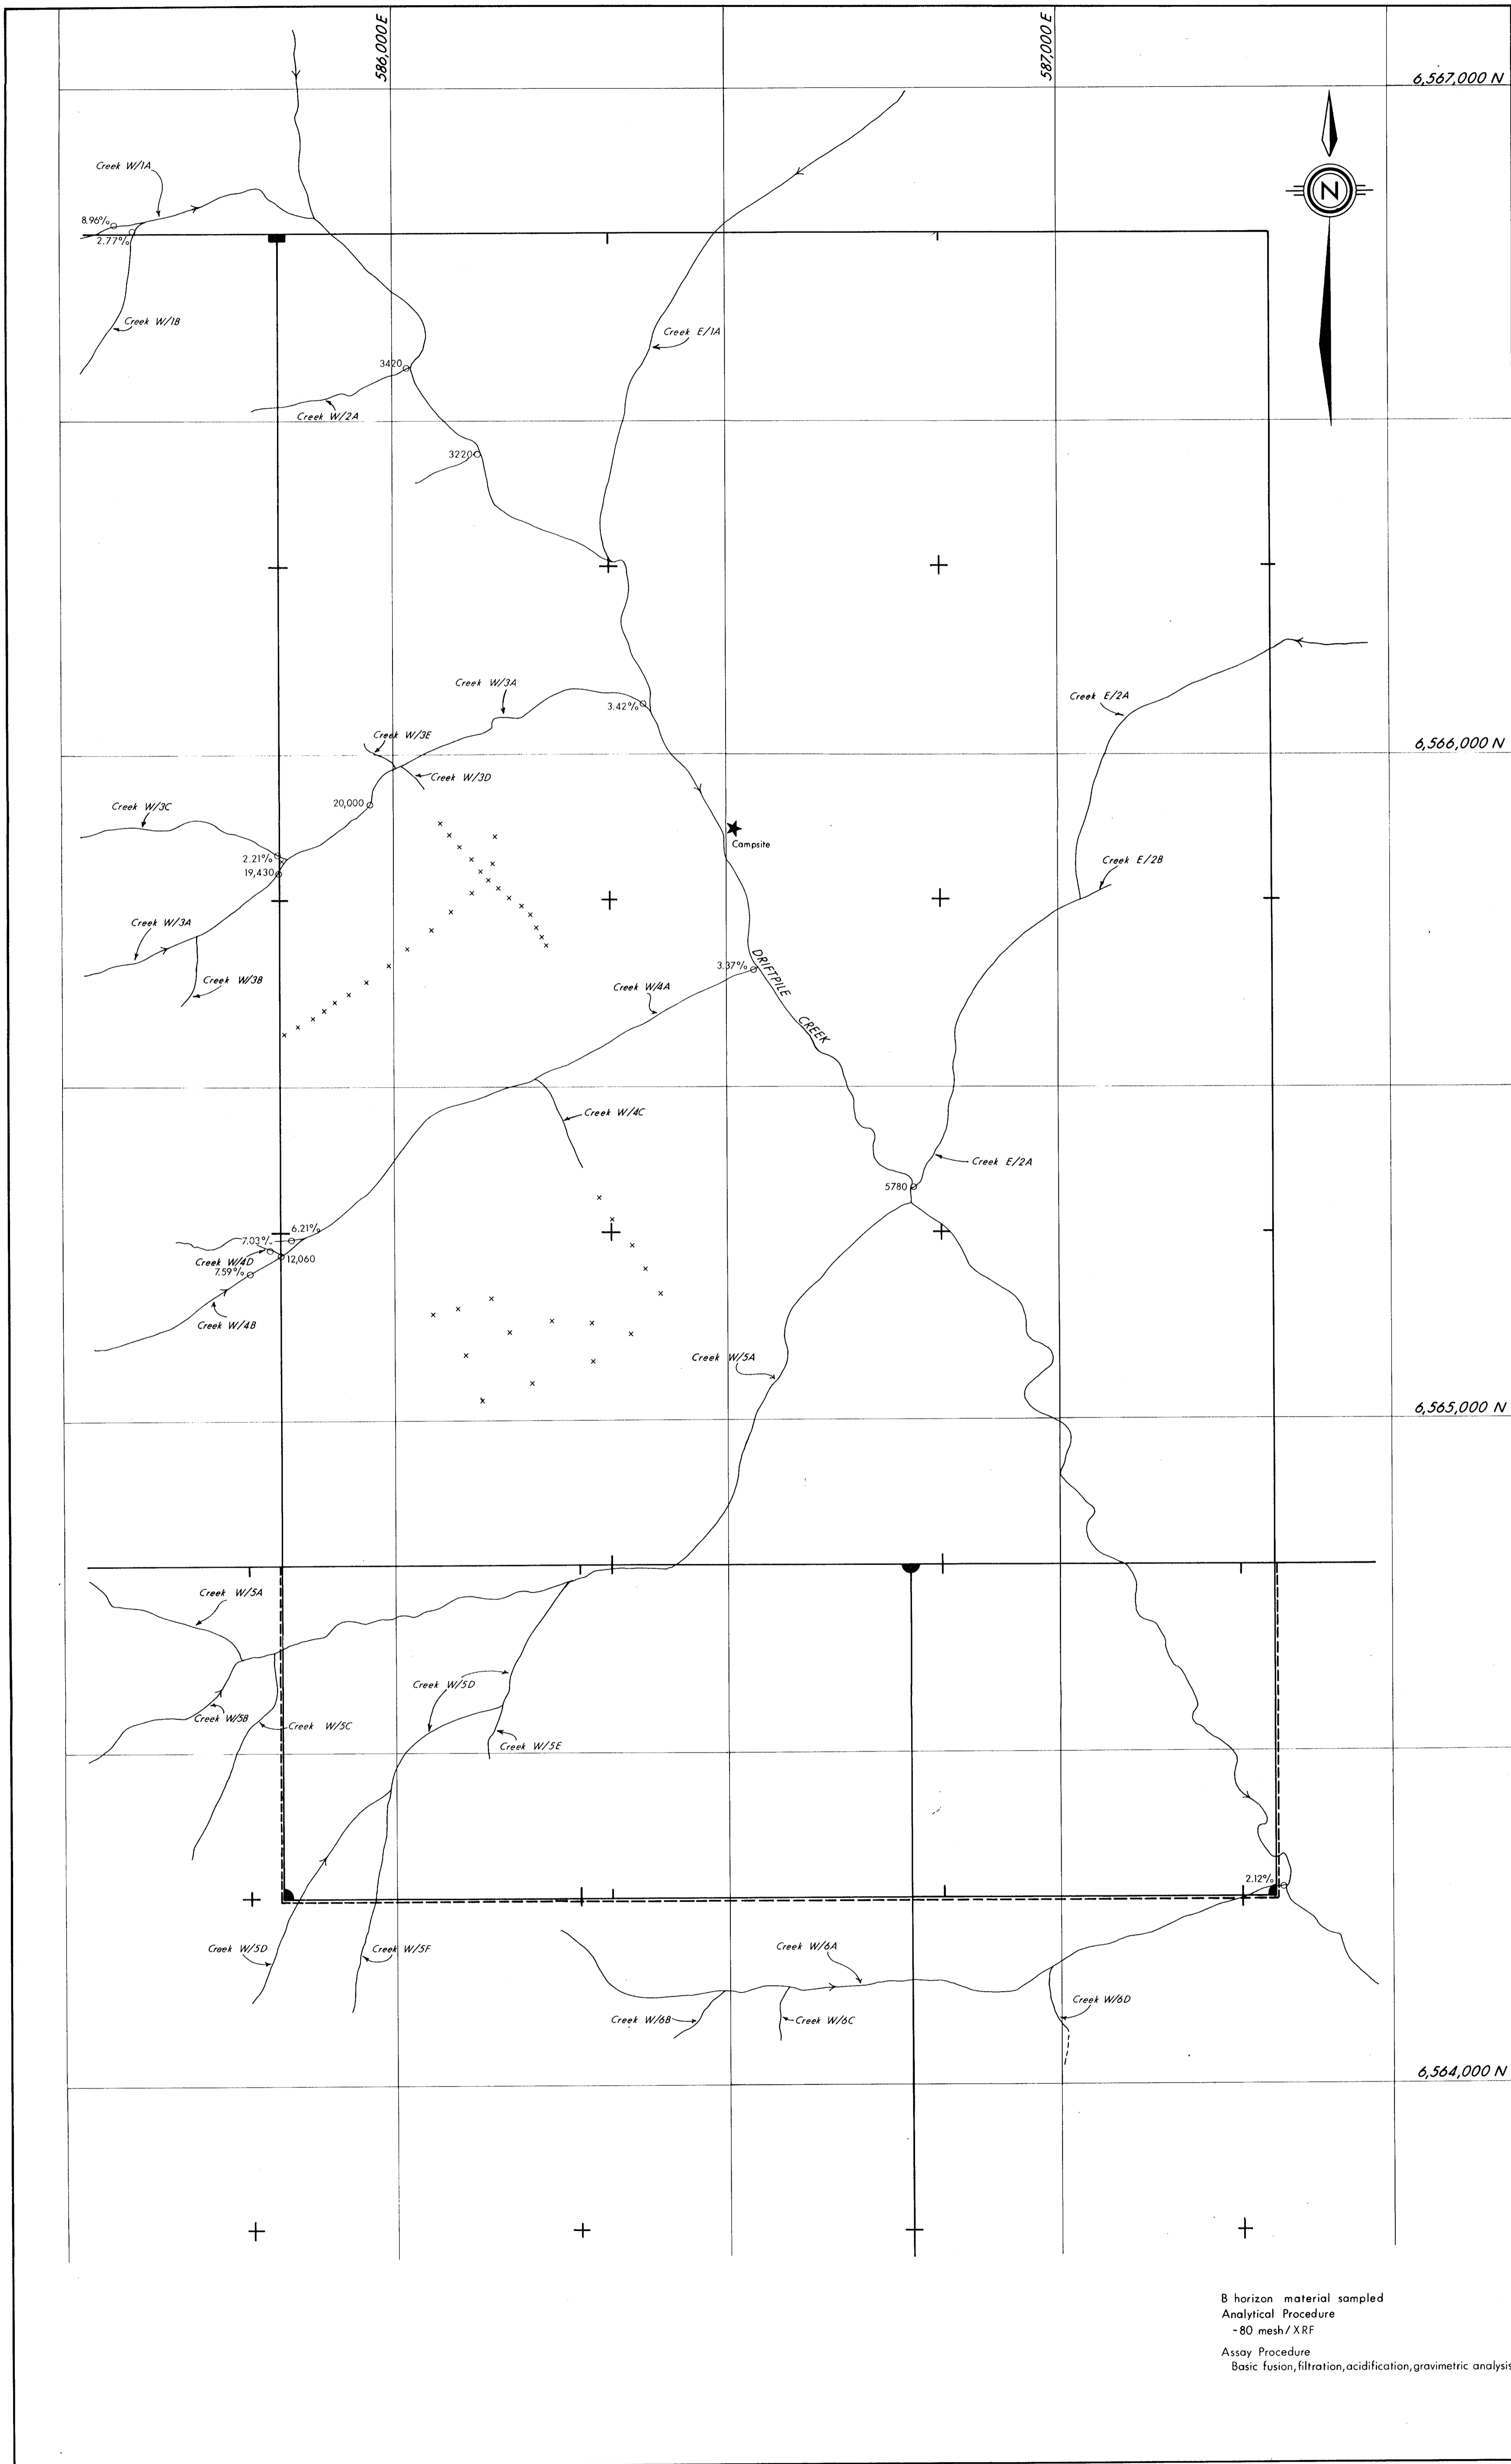 586,000 E
587,000 E
6,567,000 N
Creek W/1A
8.96%
2.77%
N
Creek W/1B
Creek E/1A
3420
Creek W/2A
3220
Creek W/3A
Creek E/2A
3.42%
Creek W/3E
6,566,000 N
Creek W/3D
20,000
Creek W/3C
Campsite
2.21%
Creek E/2B
19,430
Creek W/3A
DRIFTPILE CREEK
3.37%
Creek W/3B
Creek W/4A
Creek W/4C
Creek E/2A
5780
6.21%
7.03%
12,060
Creek W/4D
7.59%
Creek W/4B
Creek W/5A
6,565,000 N
Creek W/5A
Creek W/5D
Creek W/5B
Creek W/5C
Creek W/5E
2.12%
Creek W/5D
Creek W/5F
Creek W/6A
Creek W/6D
Creek W/6B
Creek W/6C
6,564,000 N
B horizon material sampled
Analytical Procedure
-80 mesh/XRF
Assay Procedure
Basic fusion, filtration, acidification, gravimetric analysis